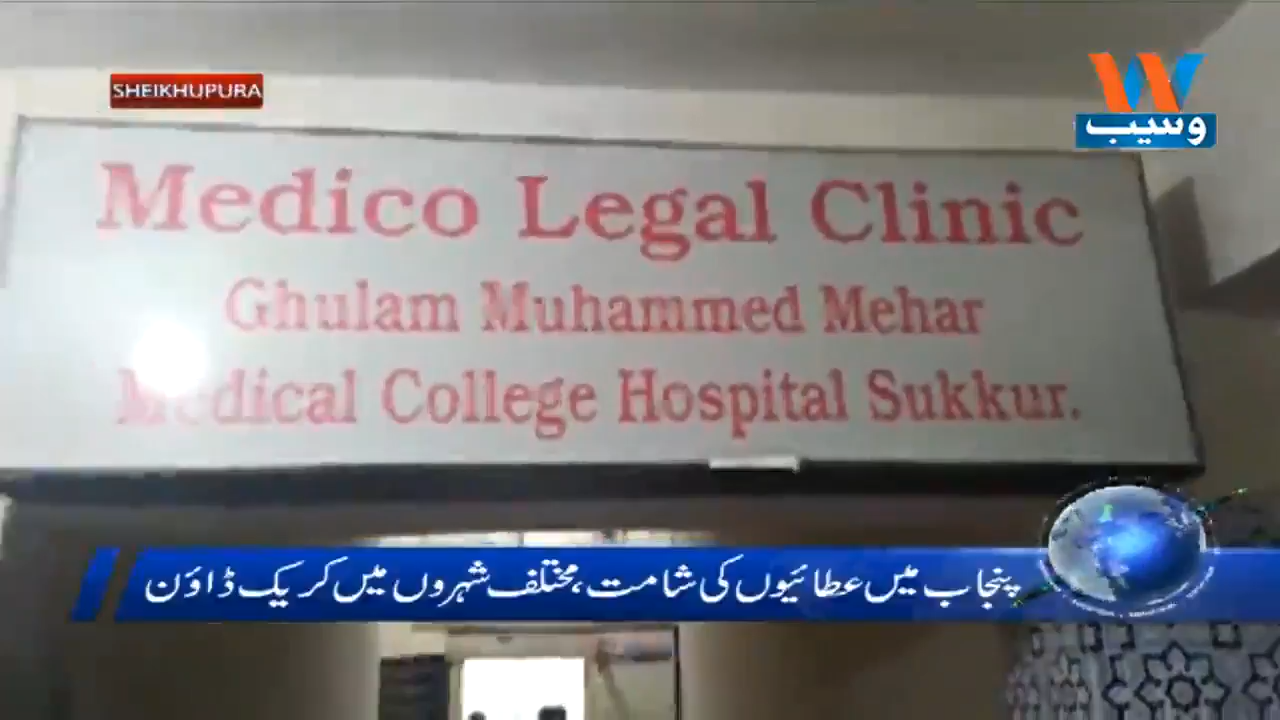 SHEIKHUPURA
W
وسیب
Medico Legal Clinic
Ghulam Muhammed Mehar
Medical College Hospital Sukkur.
پنجاب میں عطائیوں کی شامت، مختلف شہروں میں کریک ڈاؤن